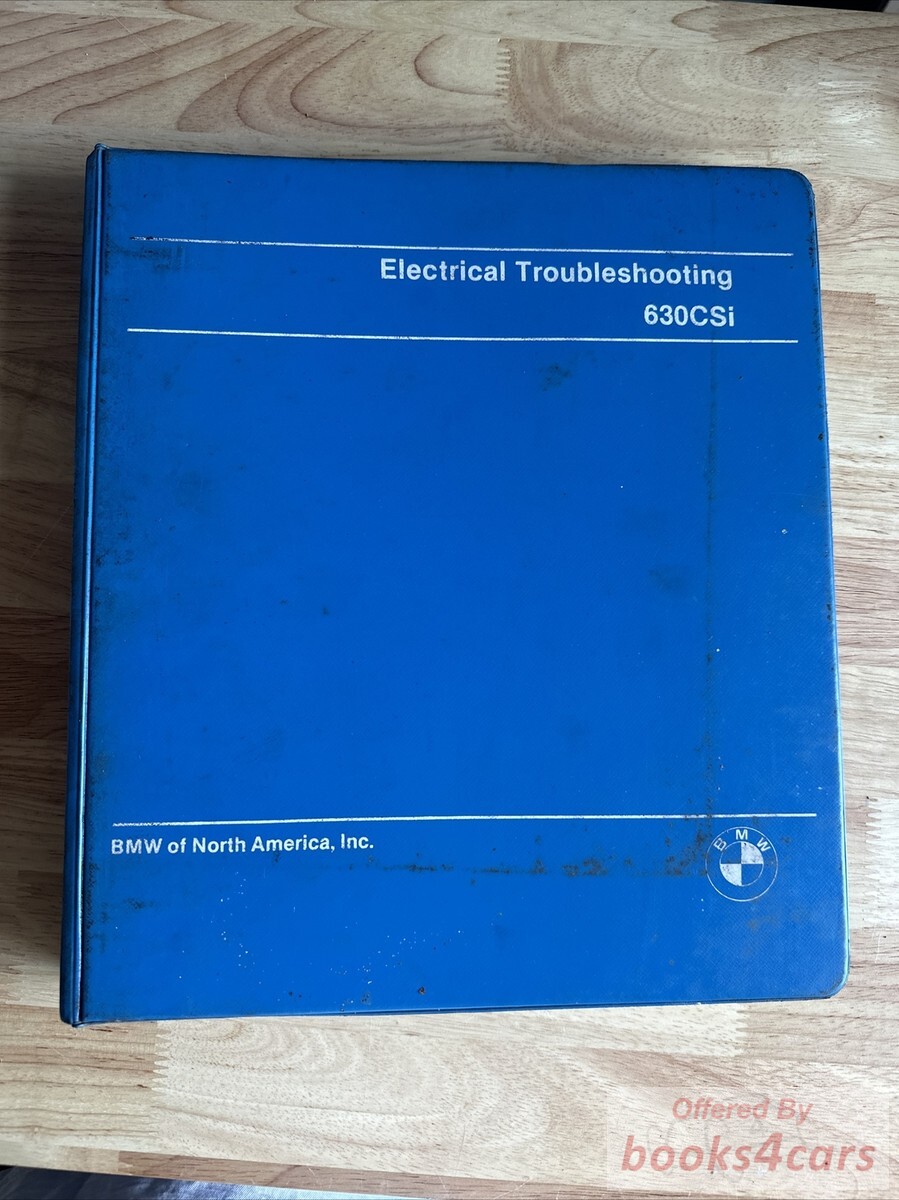 Electrical Troubleshooting
630CSi
BMW of North America, Inc.
BMW
Offered By
books4cars